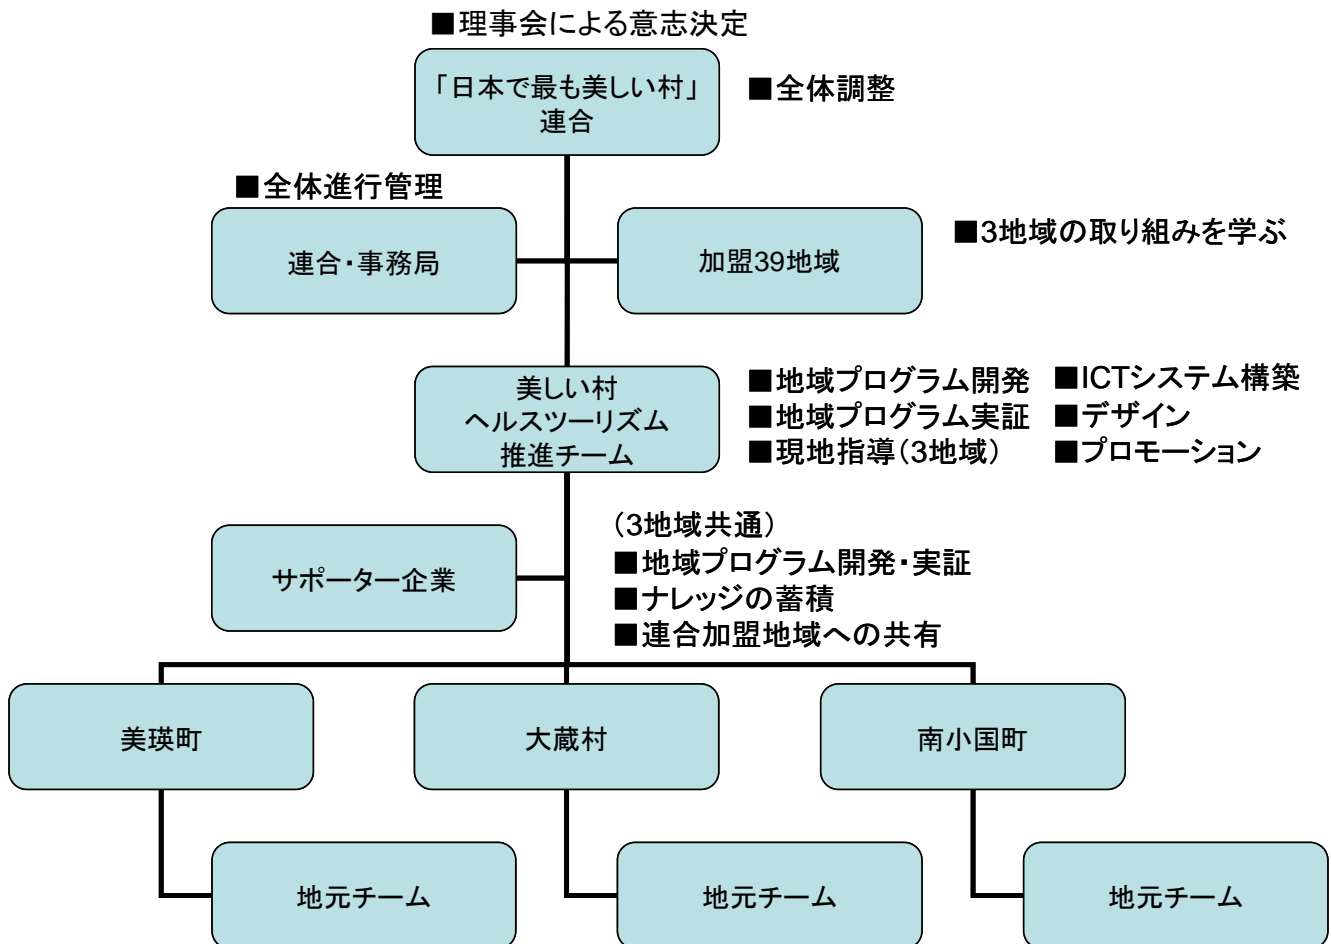 ■理事会による意志決定
「日本で最も美しい村」
連合
■全体調整
■全体進行管理
連合・事務局
加盟39地域
■3地域の取り組みを学ぶ
美しい村
ヘルスツーリズム
推進チーム
■地域プログラム開発
■地域プログラム実証
■現地指導（3地域）
■ICTシステム構築
■デザイン
■プロモーション
サポーター企業
（3地域共通）
■地域プログラム開発・実証
■ナレッジの蓄積
■連合加盟地域への共有
美瑛町
大蔵村
南小国町
地元チーム
地元チーム
地元チーム